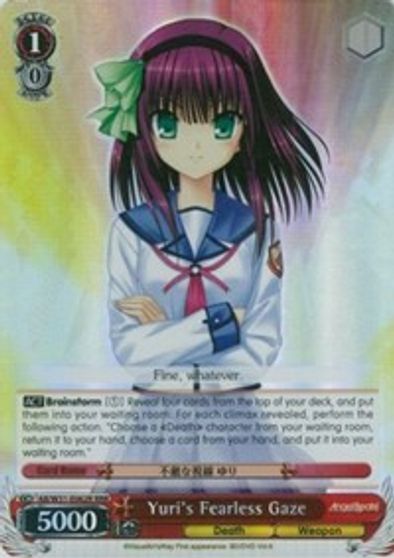 1
0
Fine, whatever.
ACT Brainstorm [①] Reveal four cards from the top of your deck, and put
them into your waiting room. For each climax revealed, perform the
following action. "Choose a «Death» character from your waiting room,
return it to your hand, choose a card from your hand, and put it into your
waiting room."
Card Name 不敵な視線 ゆり
5000
Yuri's Fearless Gaze
AngelBeats!
Death Weapon